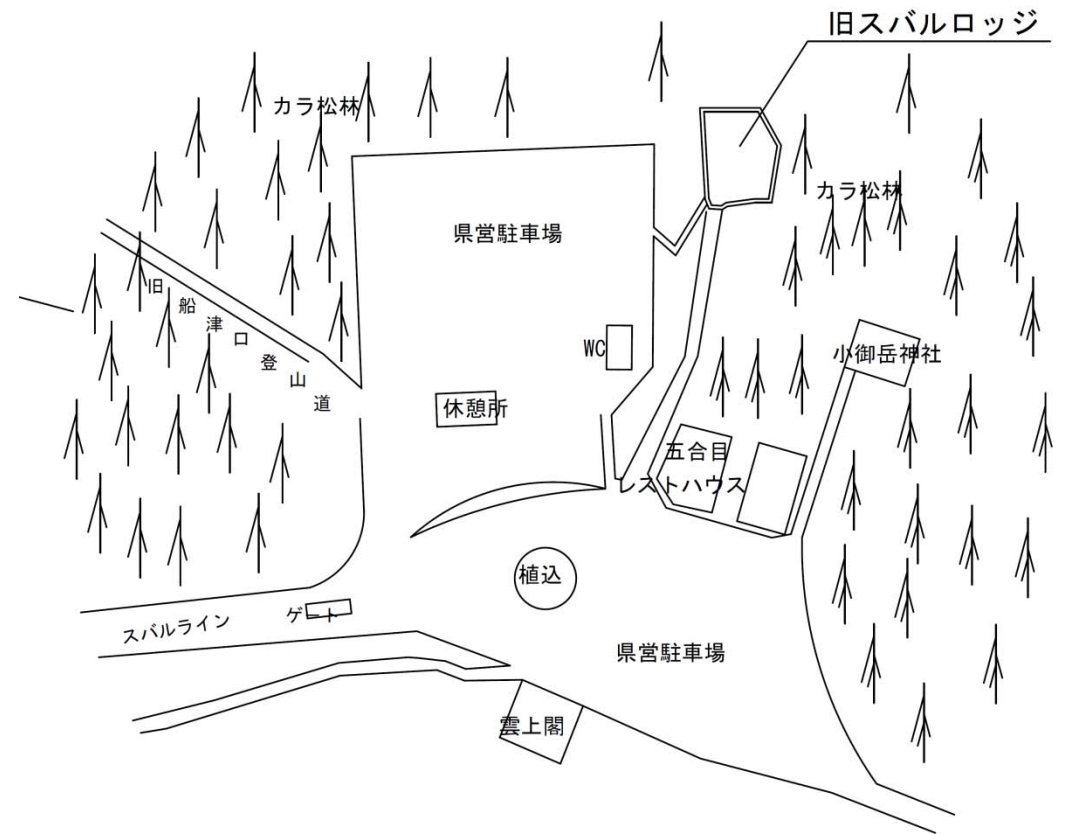 旧スバルロッジ
カラ松林
カラ松林
県営駐車場
旧船津口登山道
WC
小御岳神社
休憩所
五合目
レストハウス
植込
ゲート
スバルライン
県営駐車場
雲上閣